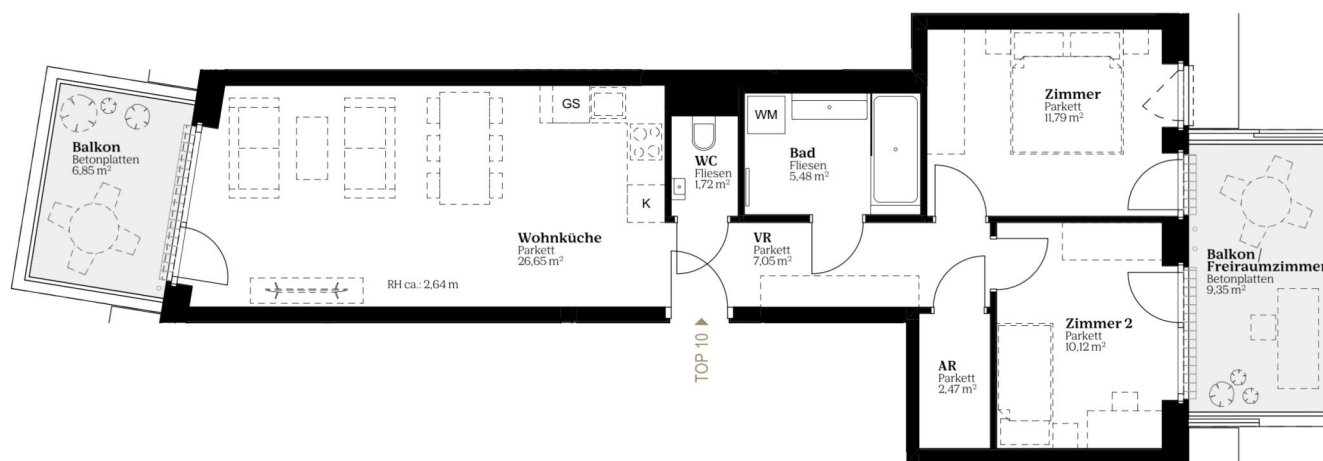 Balkon
Betonplatten
6,85 m²
Wohnküche
Parkett
26,65 m²
RH ca.: 2,64 m
GS
K
WC
Fliesen
1,72 m²
WM
Bad
Fliesen
5,48 m²
VR
Parkett
7,05 m²
TOP 10
Zimmer
Parkett
11,79 m²
Zimmer 2
Parkett
10,12 m²
AR
Parkett
2,47 m²
Balkon
Freiraumzimmer
Betonplatten
9,35 m²